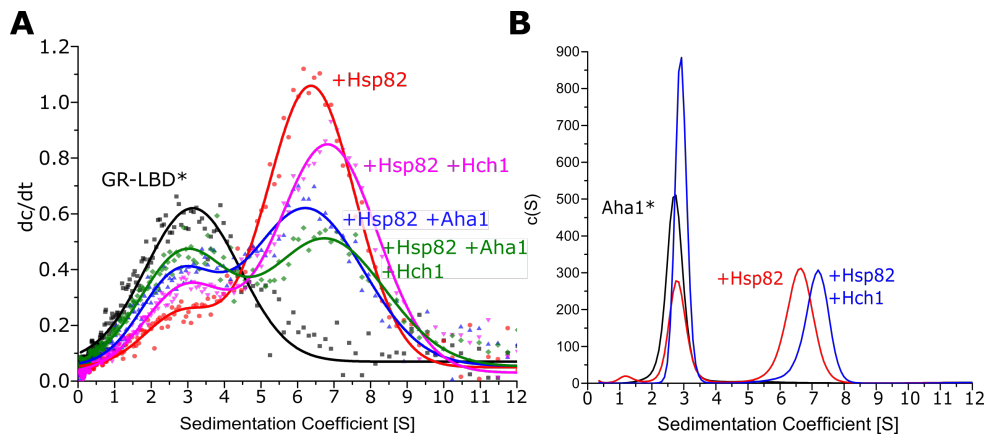 A
1.2
1.0
0.8
0.6
0.4
0.2
0.0
dc/dt
GR-LBD*
+Hsp82
+Hsp82 +Hch1
+Hsp82 +Aha1
+Hsp82 +Aha1
+Hch1
0 1 2 3 4 5 6 7 8 9 10 11 12
Sedimentation Coefficient [S]
B
900
800
700
600
500
400
300
200
100
0
c(S)
Aha1*
+Hsp82
+Hsp82
+Hch1
0 1 2 3 4 5 6 7 8 9 10 11 12
Sedimentation Coefficient [S]